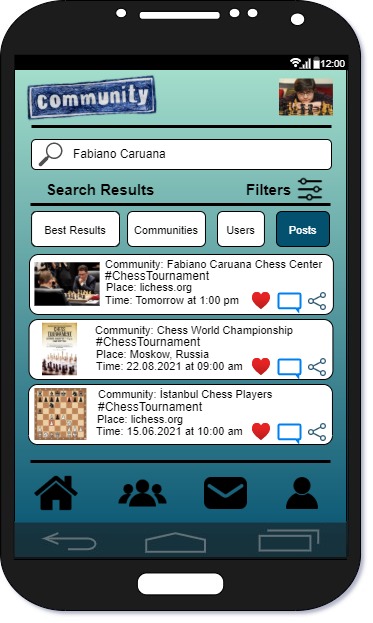 12:00
community
Fabiano Caruana
Search Results
Filters
Best Results
Communities
Users
Posts
Community: Fabiano Caruana Chess Center
#ChessTournament
Place: lichess.org
Time: Tomorrow at 1:00 pm
CHESS
TOURNAMENT
Community: Chess World Championship
#ChessTournament
Place: Moskow, Russia
Time: 22.08.2021 at 09:00 am
Community: İstanbul Chess Players
#ChessTournament
Place: lichess.org
Time: 15.06.2021 at 10:00 am